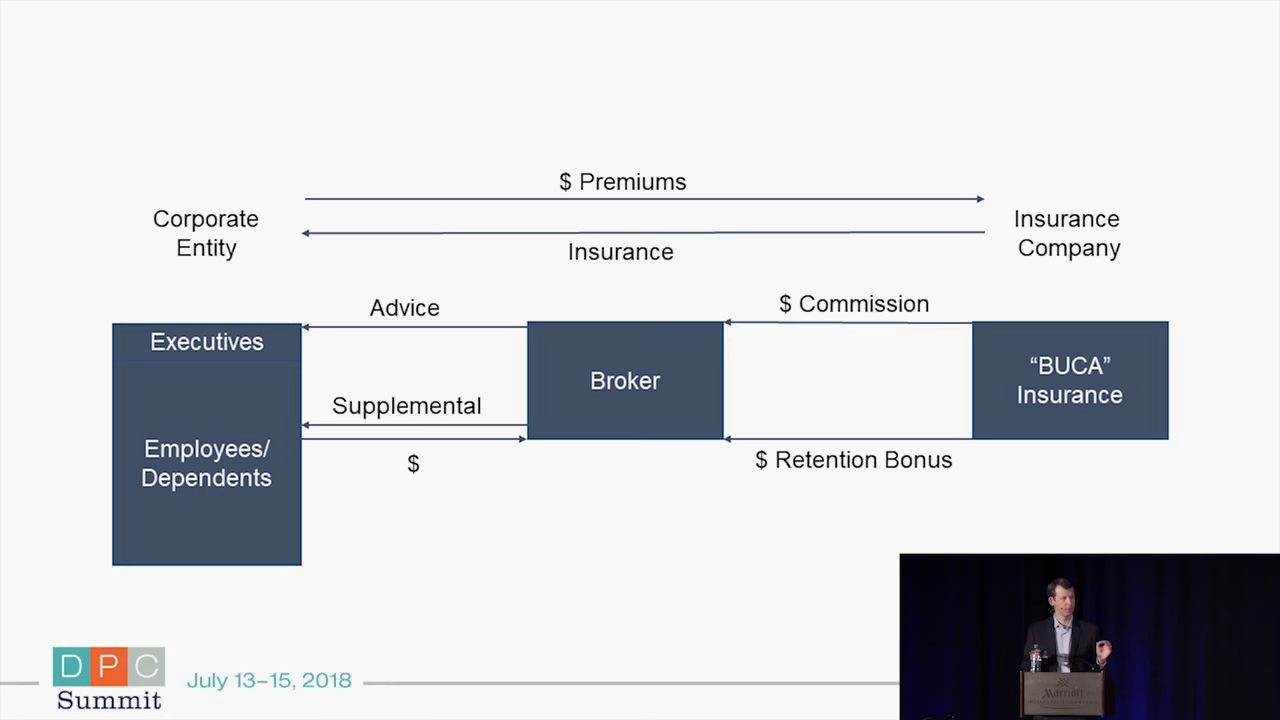 $ Premiums
Corporate
Entity
Insurance
Company
Insurance
Advice
$ Commission
Executives
Broker
“BUCA”
Insurance
Supplemental
Employees/
Dependents
$
$ Retention Bonus
DPC
Summit
July 13–15, 2018
Marriott